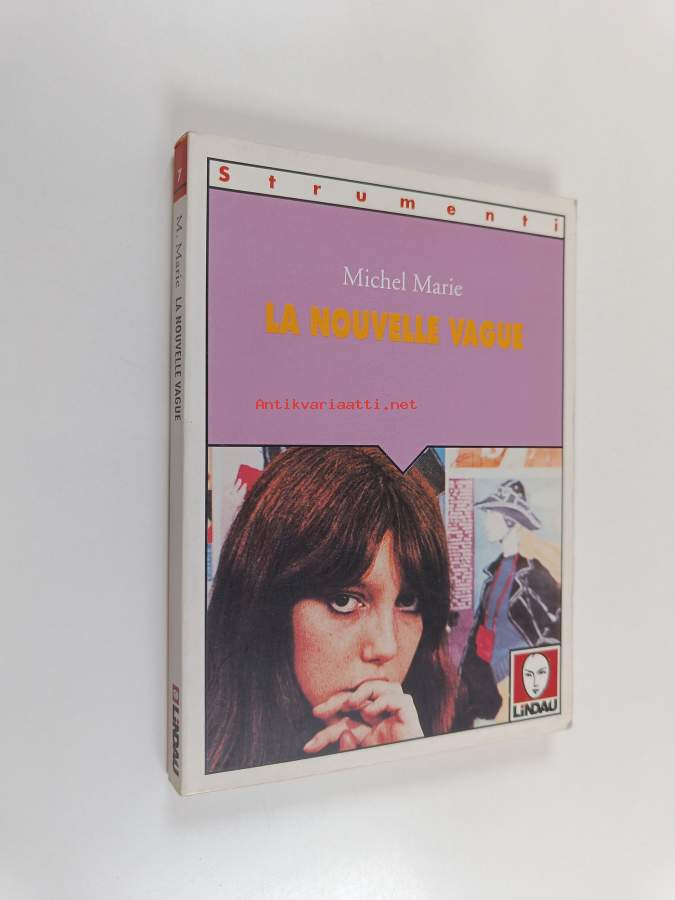 Strumenti
Michel Marie
LA NOUVELLE VAGUE
Antikvariaatti.net
LiNDAU
7
M. Marie LA NOUVELLE VAGUE
LiNDAU